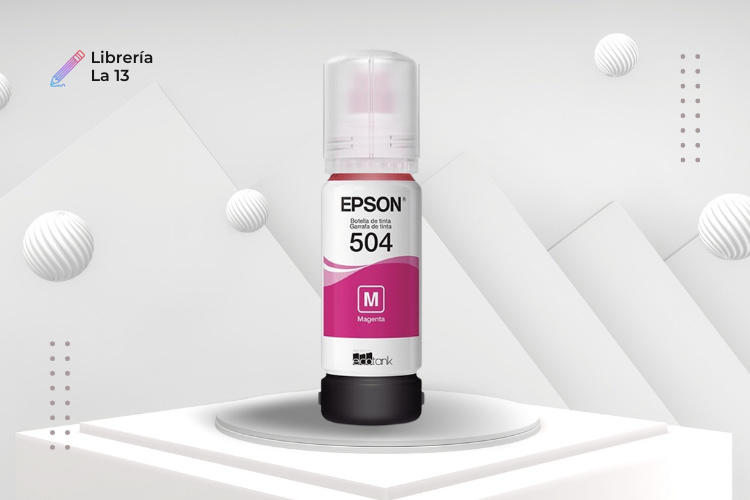 Librería
La 13
EPSON®
Botella de tinta
Garrafa de tinta
504
M
Magenta
ecotank